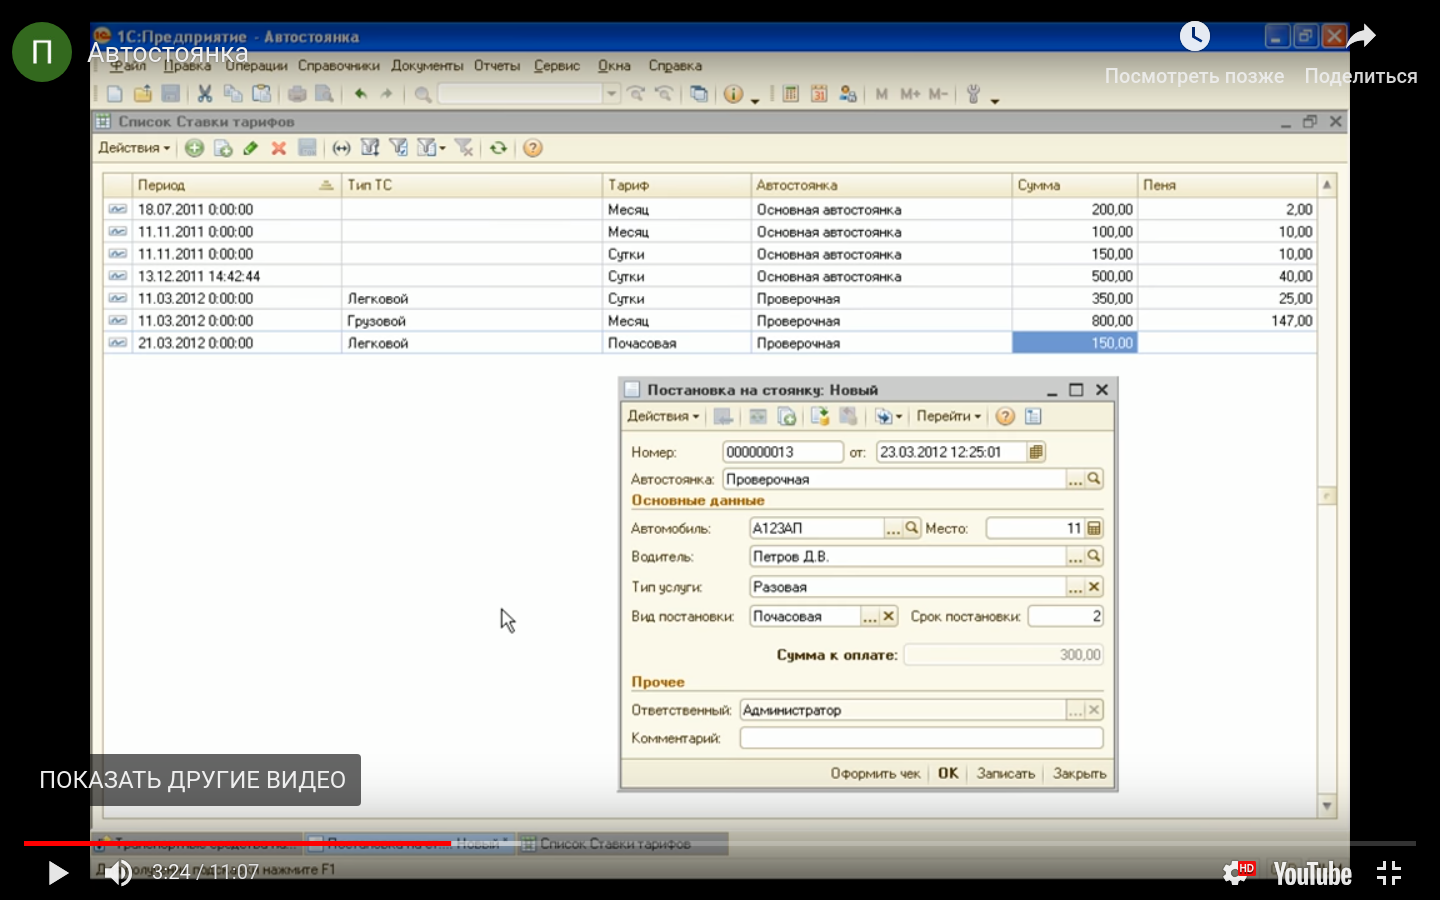 1С:Предприятие - Автостоянка
П
Автостоянка
Посмотреть позже
Поделиться
Файл Правка Операции Справочники Документы Отчеты Сервис Окна Справка
M M+ M-
Список Ставки тарифов
Действия
Период Тип ТС Тариф Автостоянка Сумма Пеня
18.07.2011 0:00:00 Месяц Основная автостоянка 200,00 2,00
11.11.2011 0:00:00 Месяц Основная автостоянка 100,00 10,00
11.11.2011 0:00:00 Сутки Основная автостоянка 150,00 10,00
13.12.2011 14:42:44 Сутки Основная автостоянка 500,00 40,00
11.03.2012 0:00:00 Легковой Сутки Проверочная 350,00 25,00
11.03.2012 0:00:00 Грузовой Месяц Проверочная 800,00 147,00
21.03.2012 0:00:00 Легковой Почасовая Проверочная 150,00
Постановка на стоянку: Новый
Действия Перейти
Номер: 000000013 от: 23.03.2012 12:25:01
Автостоянка: Проверочная ...
Основные данные
Автомобиль: А123АП ... Место: 11
Водитель: Петров Д.В. ...
Тип услуги: Разовая ...
Вид постановки: Почасовая ... Срок постановки: 2
Сумма к оплате: 300,00
Прочее
Ответственный: Администратор ...
Комментарий:
Оформить чек OK Записать Закрыть
ПОКАЗАТЬ ДРУГИЕ ВИДЕО
Транспортные средства на... Постановка на ст... Новый * Список Ставки тарифов
нажмите F1
3:24 / 11:07
HD
YouTube